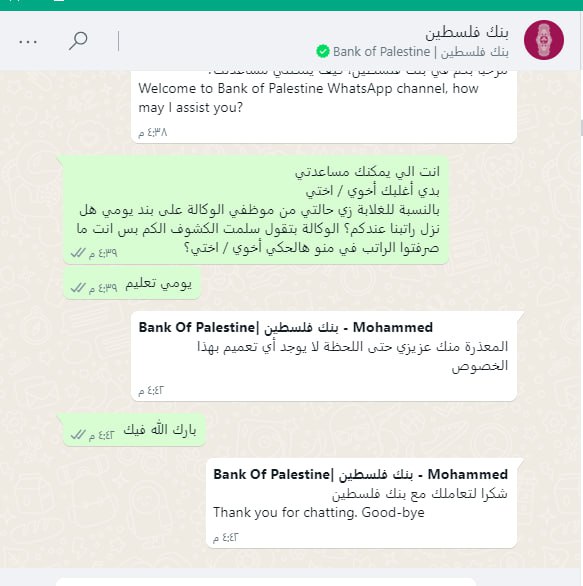 بنك فلسطين
بنك فلسطين | Bank of Palestine
Welcome to Bank of Palestine WhatsApp channel, how
may I assist you?
٤:٣٨ م
انت الي يمكنك مساعدتي
بدي أغلبك أخوي / اختي
بالنسبة للغلابة زي حالتي من موظفي الوكالة على بند يومي هل
نزل راتبنا عندكم؟ الوكالة بتقول سلمت الكشوف الكم بس انت ما
صرفتوا الراتب في منو هالحكي أخوي / اختي؟
٤:٣٩ م
يومي تعليم
٤:٣٩ م
Bank Of Palestine| بنك فلسطين - Mohammed
المعذرة منك عزيزي حتى اللحظة لا يوجد أي تعميم بهذا
الخصوص
٤:٤٢ م
بارك الله فيك
٤:٤٢ م
Bank Of Palestine| بنك فلسطين - Mohammed
شكرا لتعاملك مع بنك فلسطين
Thank you for chatting. Good-bye
٤:٤٢ م